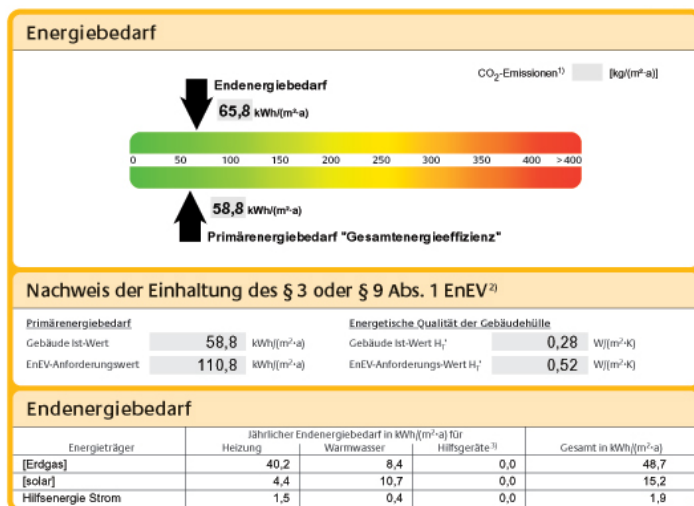 Energiebedarf
CO₂-Emissionen¹⁾ [kg/(m²·a)]
Endenergiebedarf
65,8 kWh/(m²·a)
0 50 100 150 200 250 300 350 400 >400
58,8 kWh/(m²·a)
Primärenergiebedarf "Gesamtenergieeffizienz"
Nachweis der Einhaltung des § 3 oder § 9 Abs. 1 EnEV²⁾
Primärenergiebedarf Energetische Qualität der Gebäudehülle
Gebäude Ist-Wert 58,8 kWh/(m²·a) Gebäude Ist-Wert H_T' 0,28 W/(m²·K)
EnEV-Anforderungswert 110,8 kWh/(m²·a) EnEV-Anforderungs-Wert H_T' 0,52 W/(m²·K)
Endenergiebedarf
Jährlicher Endenergiebedarf in kWh/(m²·a) für
Energieträger Heizung Warmwasser Hilfsgeräte³⁾ Gesamt in kWh/(m²·a)
[Erdgas] 40,2 8,4 0,0 48,7
[solar] 4,4 10,7 0,0 15,2
Hilfsenergie Strom 1,5 0,4 0,0 1,9